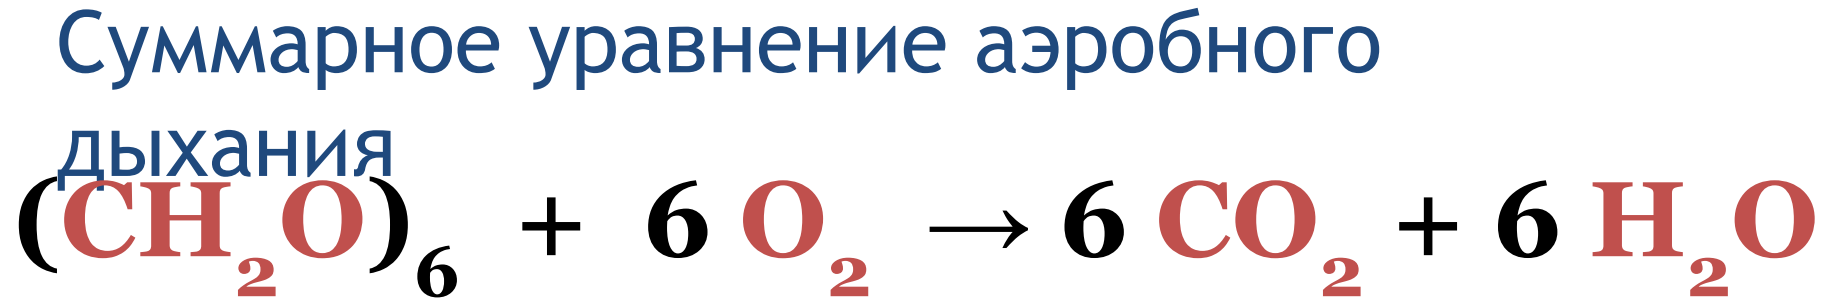 Суммарное уравнение аэробного
дыхания
(CH₂O)₆ + 6 O₂ → 6 CO₂ + 6 H₂O